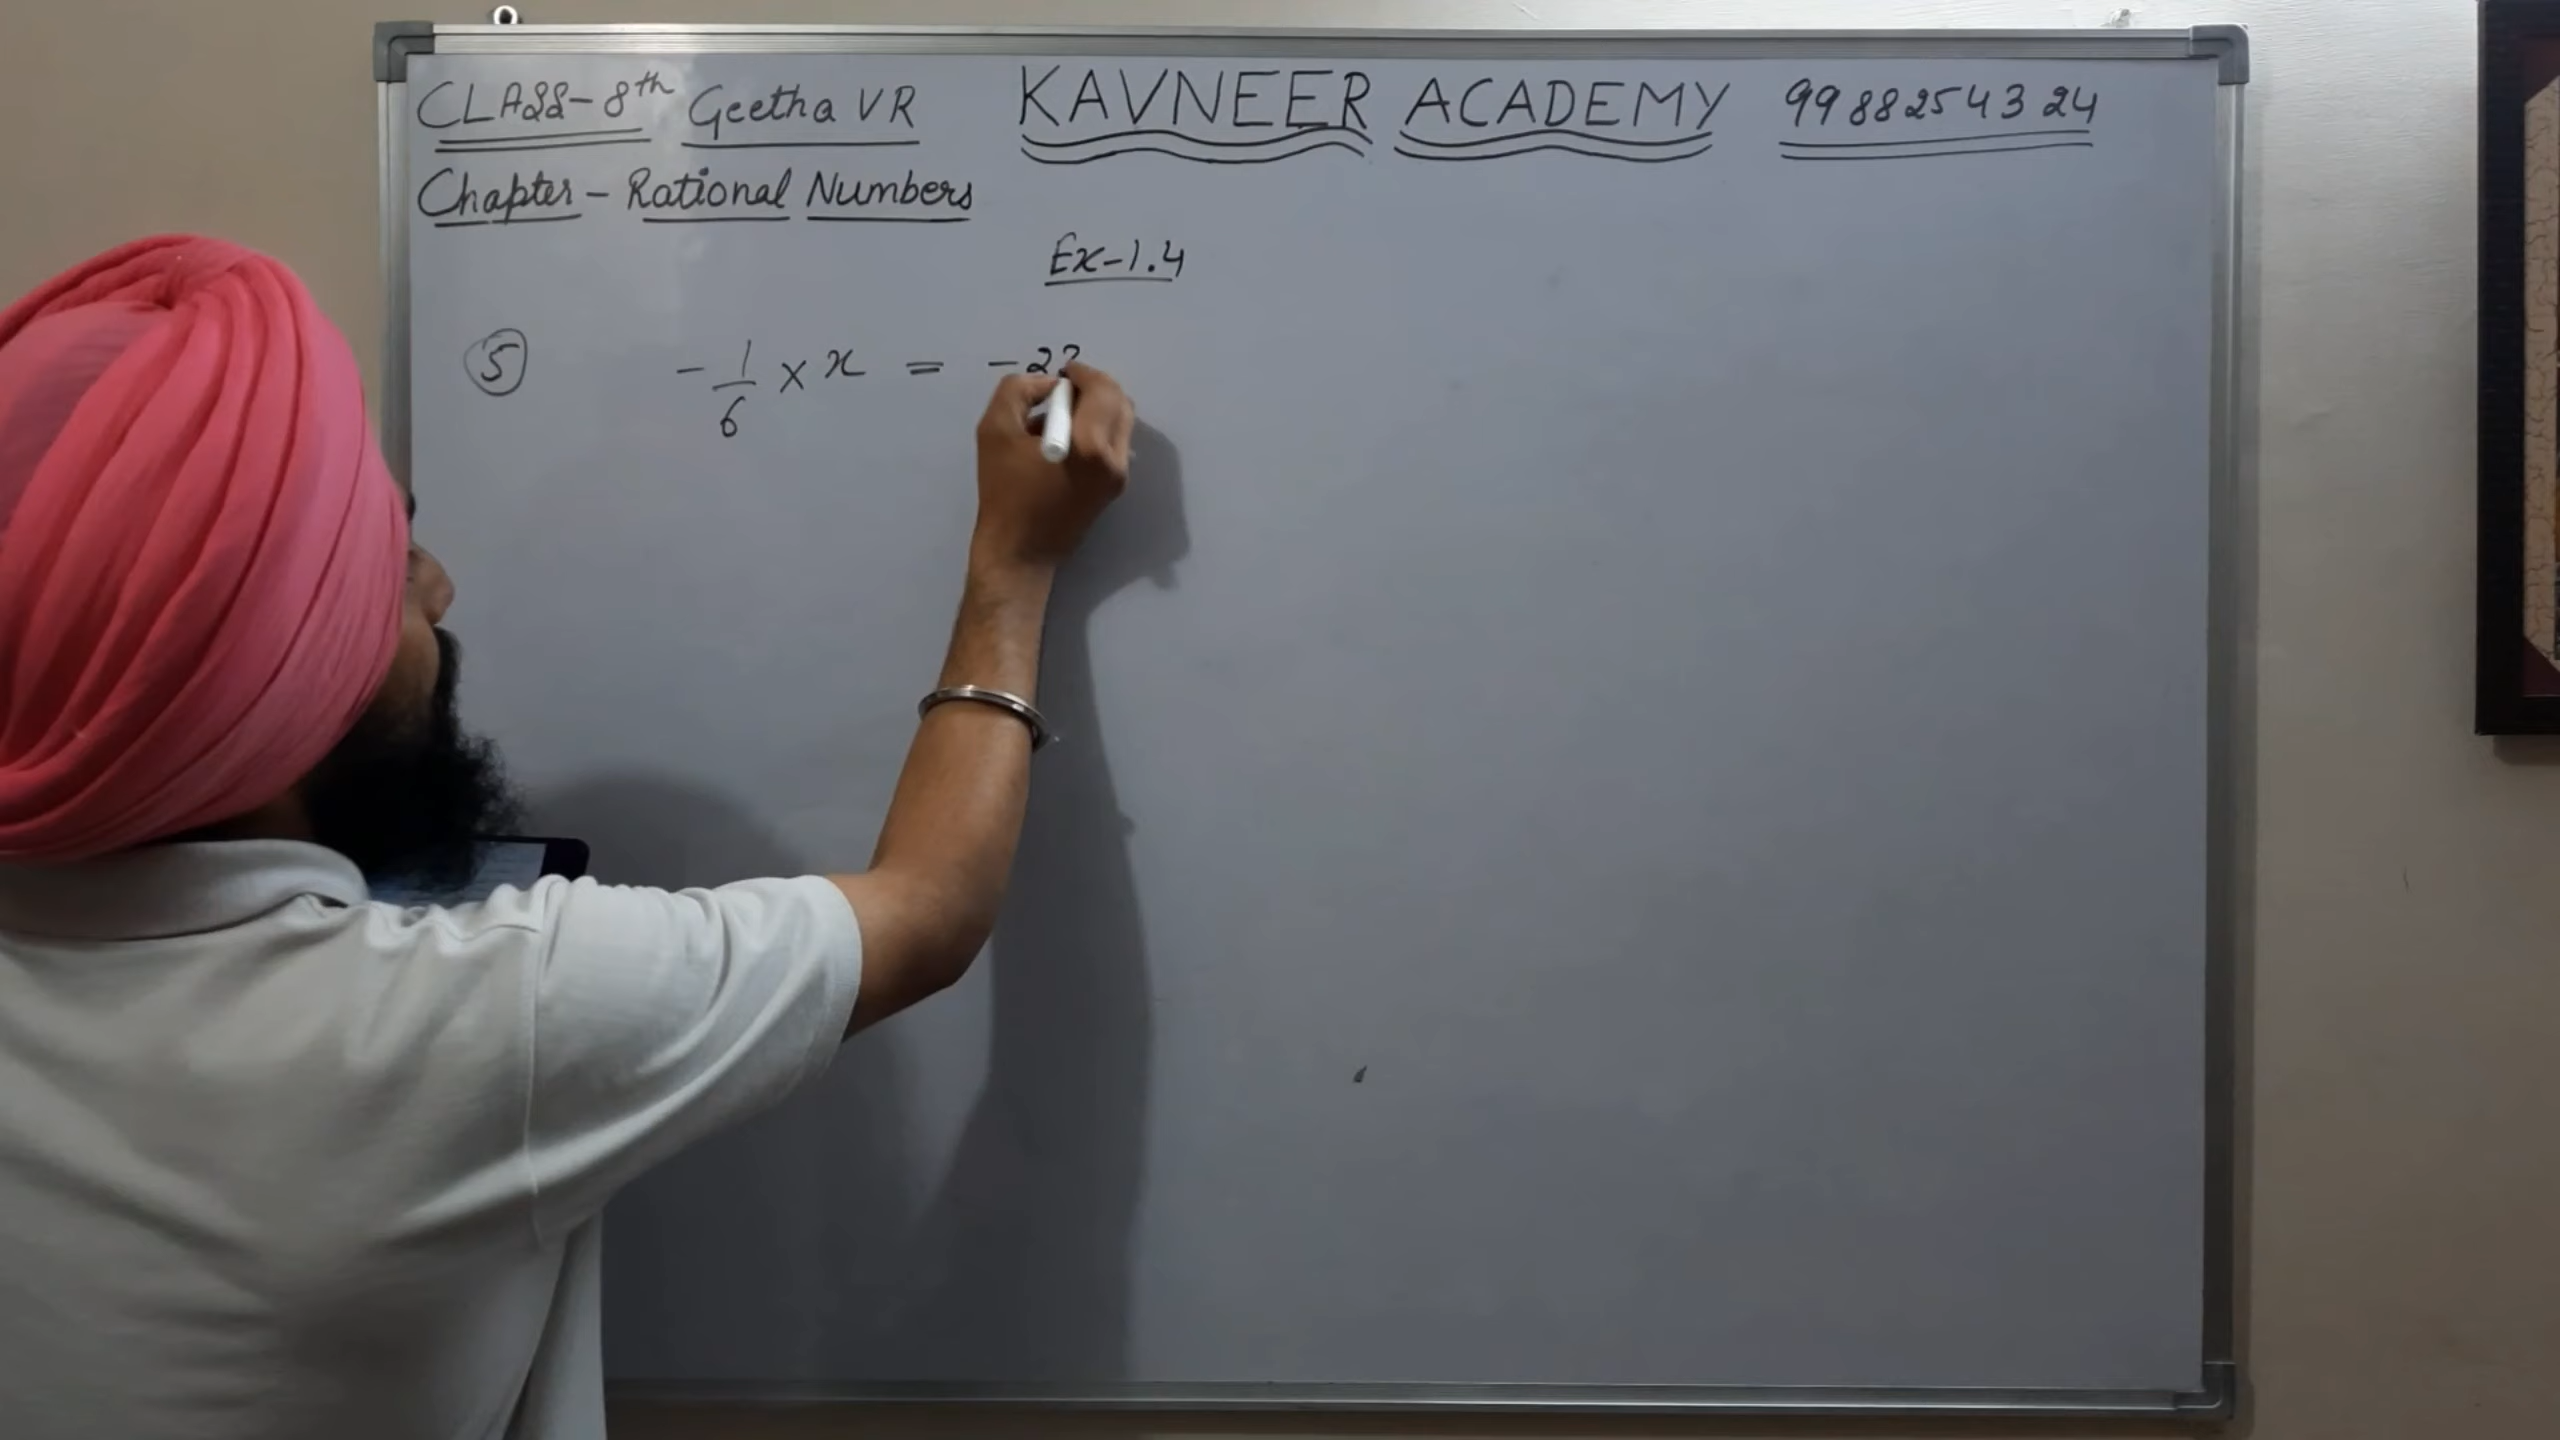 CLASS-8th Geetha VR KAVNEER ACADEMY 9988254324
Chapter - Rational Numbers
Ex-1.4
5 -1/6 × x = -2